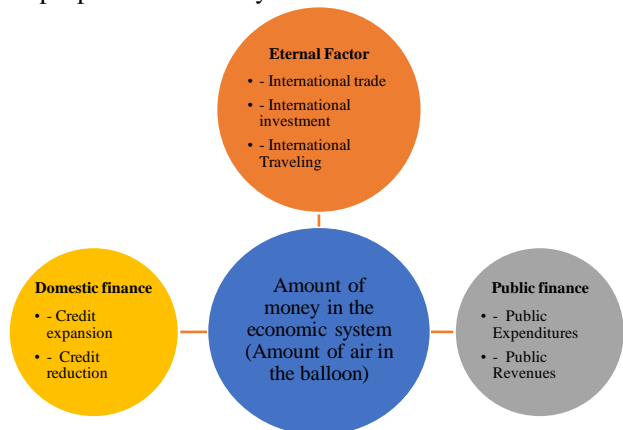 Eternal Factor
• - International trade
• - International
investment
• - International
Traveling
Domestic finance
• - Credit
expansion
• - Credit
reduction
Amount of
money in the
economic system
(Amount of air in
the balloon)
Public finance
• - Public
Expenditures
• - Public
Revenues